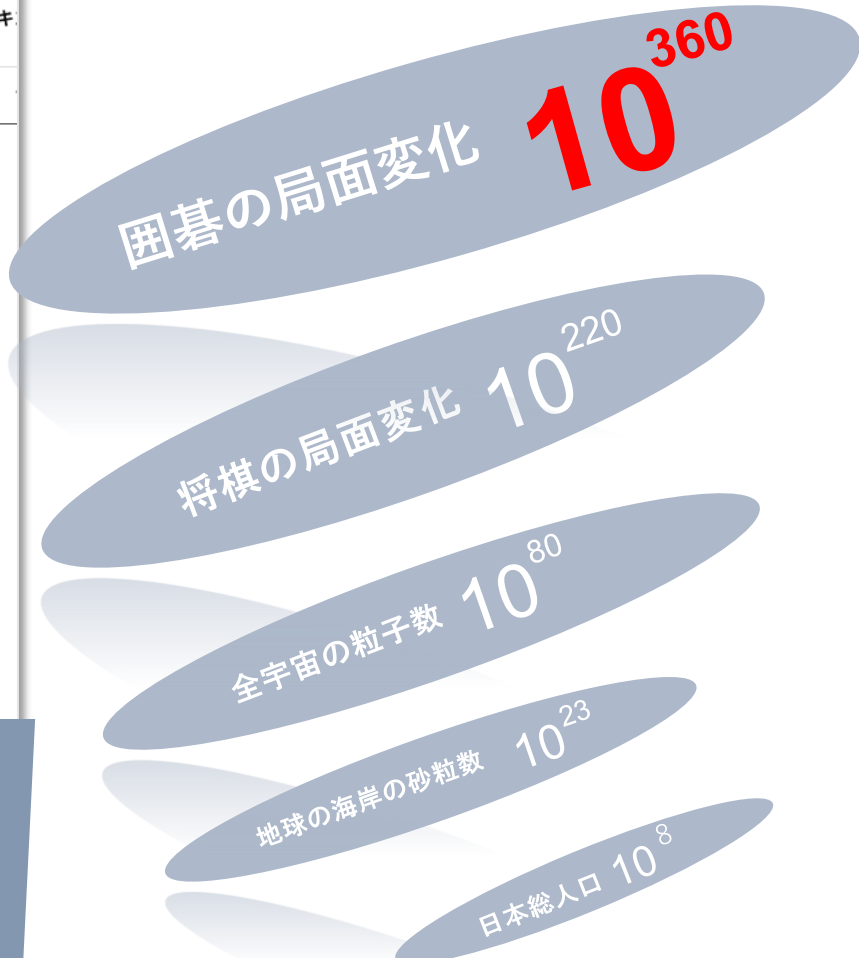 キ
囲碁の局面変化 10^360
将棋の局面変化 10^220
全宇宙の粒子数 10^80
地球の海岸の砂粒数 10^23
日本総人口 10^8